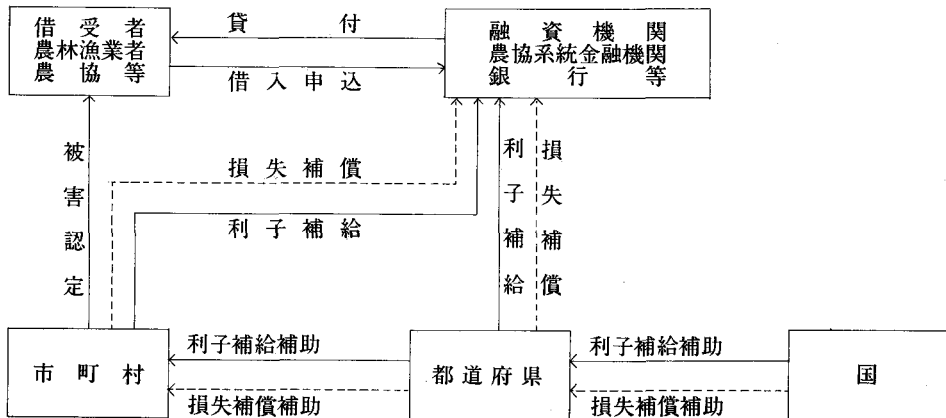 借受者
農林漁業者
農協等
貸付
借入申込
融資機関
農協系統金融機関
銀行等
被害認定
損失補償
利子補給
利子補給
損失補償
市町村
利子補給補助
損失補償補助
都道府県
利子補給補助
損失補償補助
国